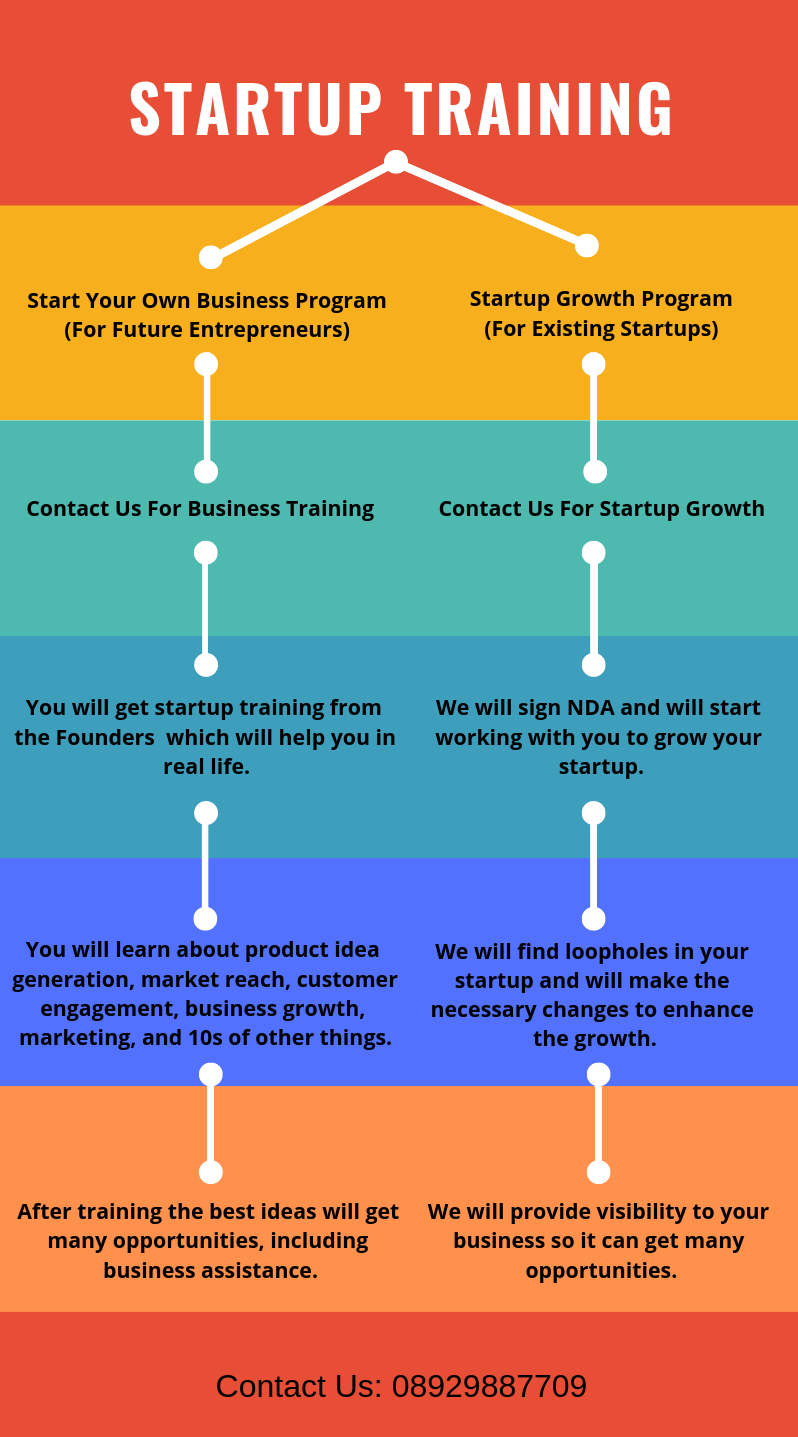 STARTUP TRAINING
Start Your Own Business Program
(For Future Entrepreneurs)
Startup Growth Program
(For Existing Startups)
Contact Us For Business Training
Contact Us For Startup Growth
You will get startup training from
the Founders  which will help you in
real life.
We will sign NDA and will start
working with you to grow your
startup.
You will learn about product idea
generation, market reach, customer
engagement, business growth,
marketing, and 10s of other things.
We will find loopholes in your
startup and will make the
necessary changes to enhance
the growth.
After training the best ideas will get
many opportunities, including
business assistance.
We will provide visibility to your
business so it can get many
opportunities.
Contact Us: 08929887709